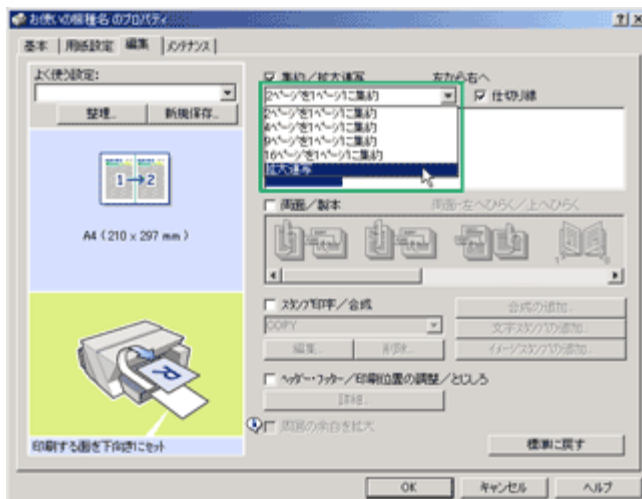 お使いの機種名 のプロパティ
基本 用紙設定 編集 メンテナンス
よく使う設定:
整理... 新規保存...
1→2
A4 (210 x 297 mm)
R
印刷する面を下向きにセット
集約/拡大連写 左から右へ
2ページを1ページに集約 仕切り線
2ページを1ページに集約
4ページを1ページに集約
9ページを1ページに集約
16ページを1ページに集約
拡大連写
両面/製本 両面-左へひらく/上へひらく
スタンプ印字/合成 合成の追加...
COPY 文字スタンプの追加...
編集... 削除... イメージスタンプの追加...
ヘッダー・フッター/印刷位置の調整/とじしろ
詳細...
周囲の余白を拡大
標準に戻す
OK キャンセル ヘルプ